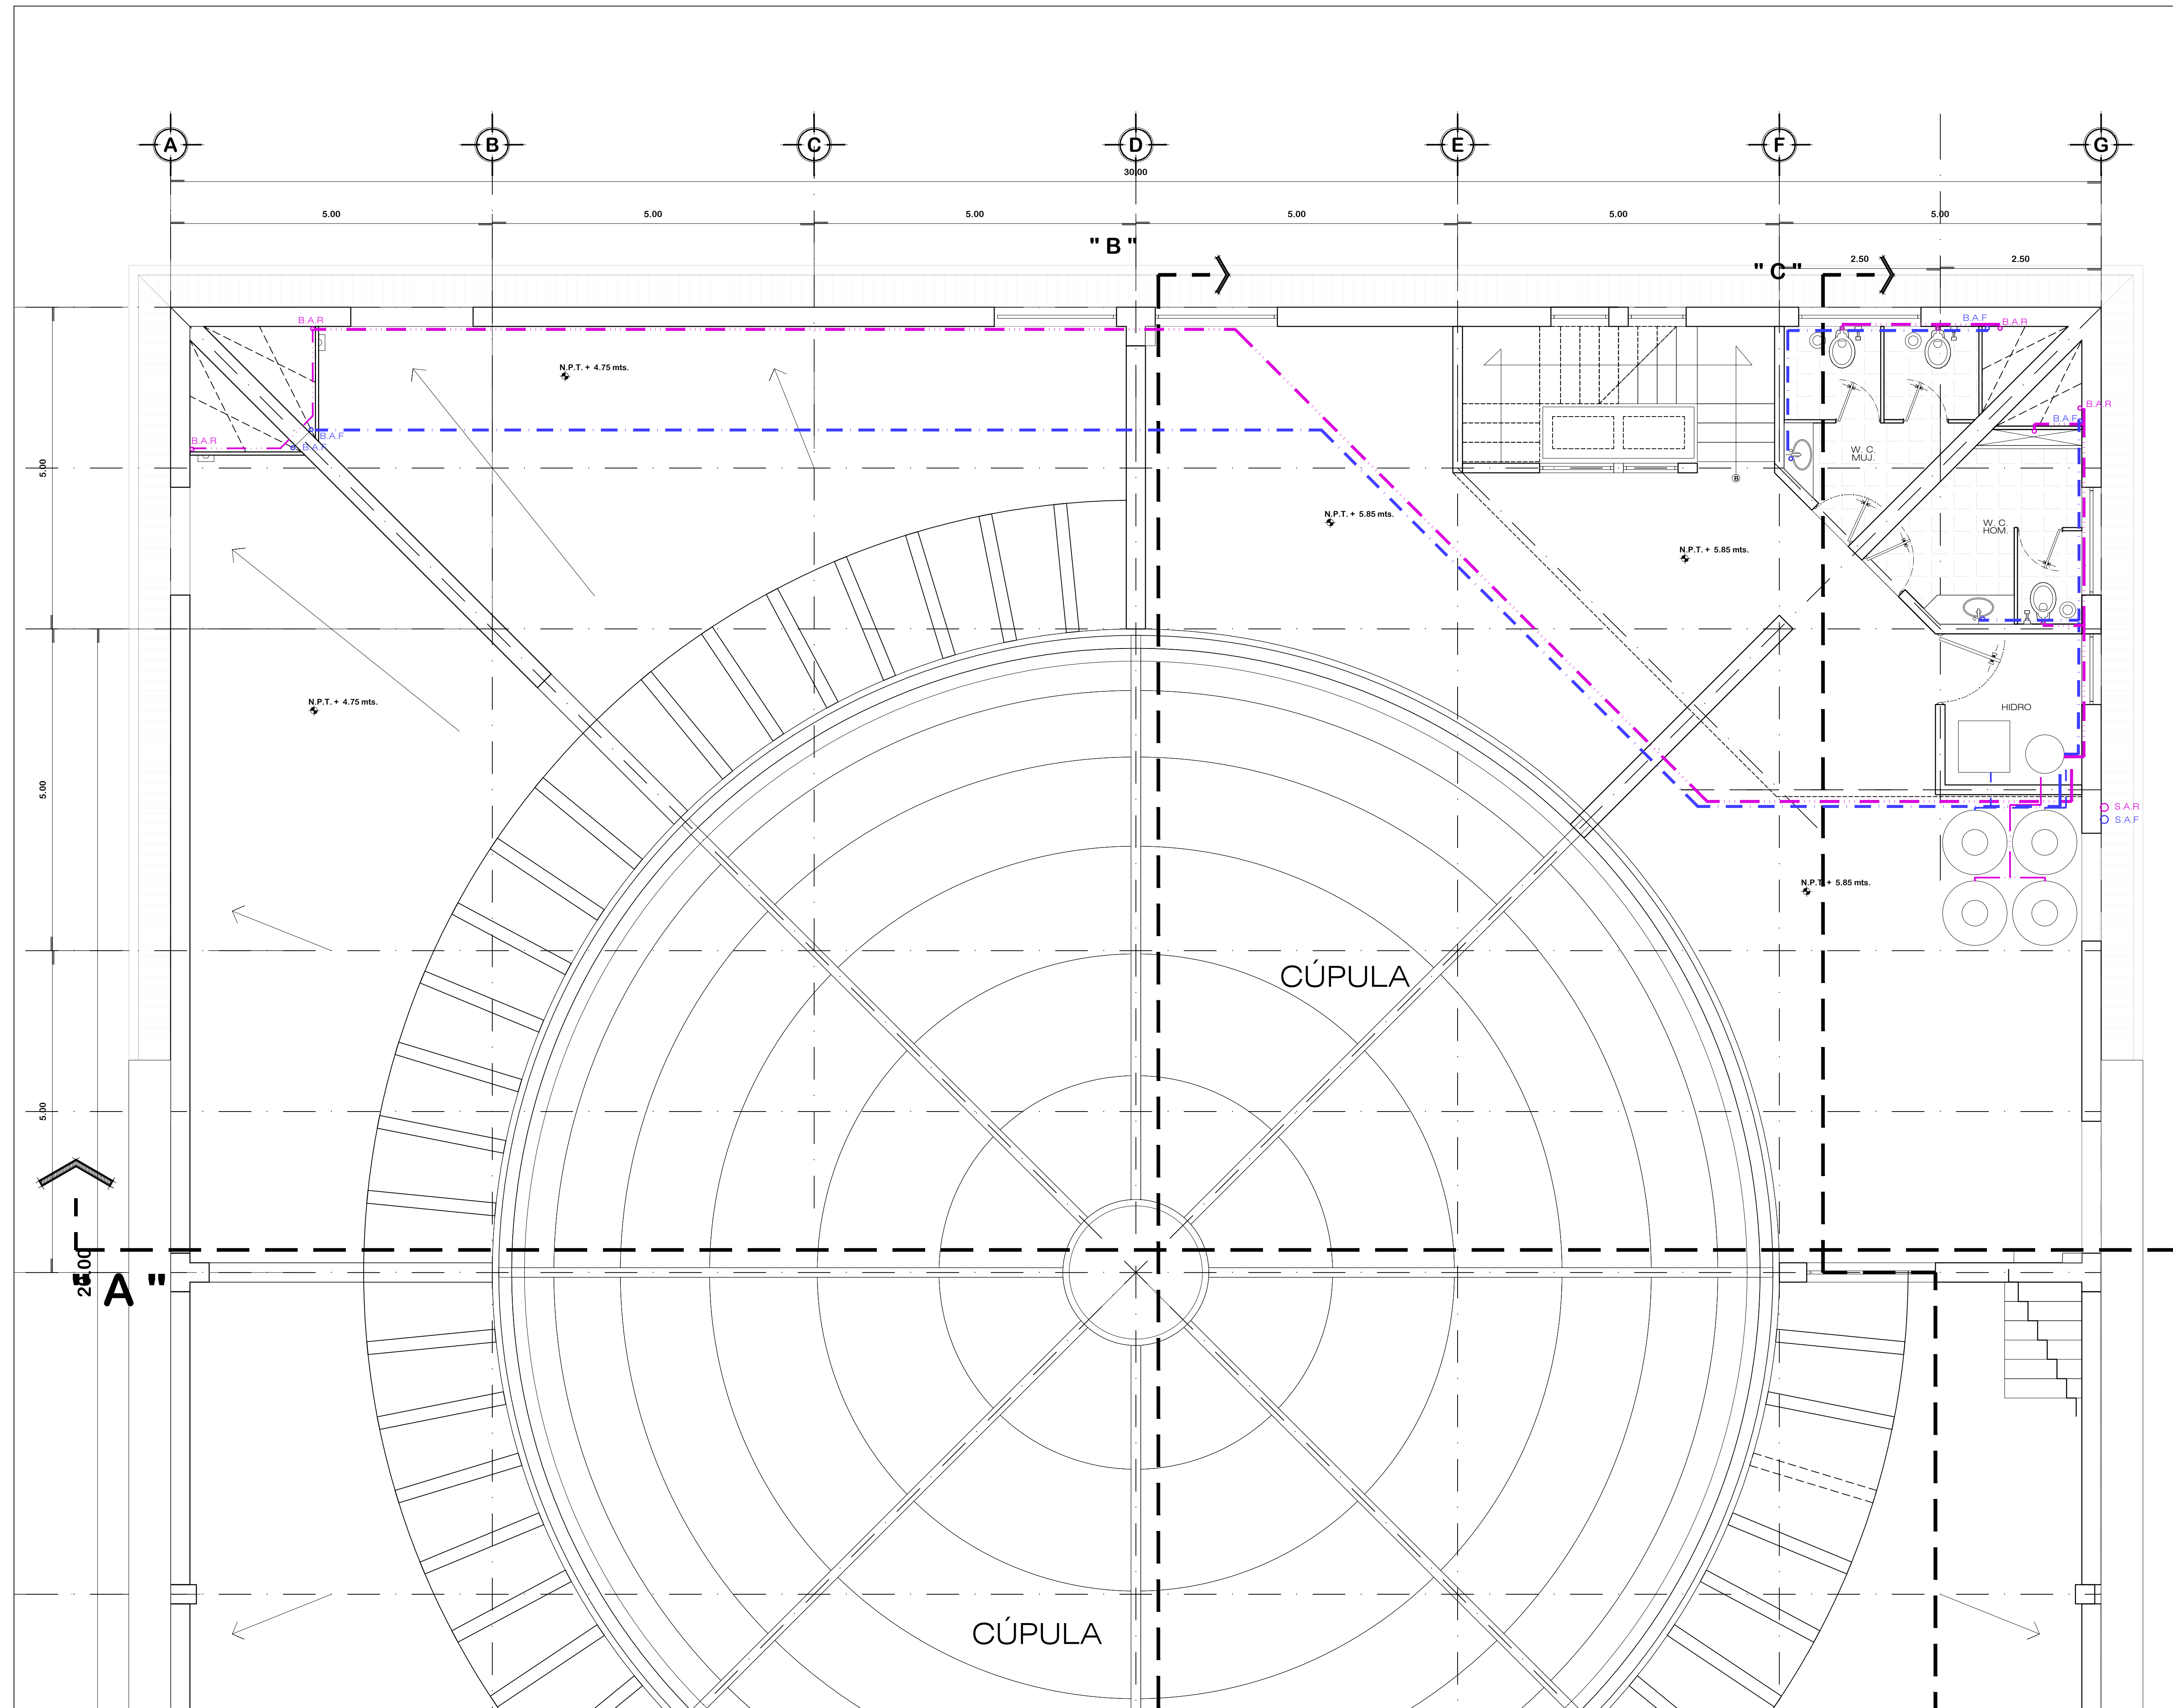 A B C D E F G
30.00
5.00 5.00 5.00 5.00 5.00 5.00
" B "
" C "
2.50 2.50
B.A.R
B.A.F
B.A.R
N.P.T. + 4.75 mts.
B.A.R
B.A.F
B.A.R
B.A.F
B.A.F
W. C.
MUJ.
5.00
B
N.P.T. + 5.85 mts.
W. C.
HOM.
N.P.T. + 5.85 mts.
N.P.T. + 4.75 mts.
HIDRO
5.00
S.A.R
S.A.F
N.P.T. + 5.85 mts.
CÚPULA
5.00
" A "
CÚPULA